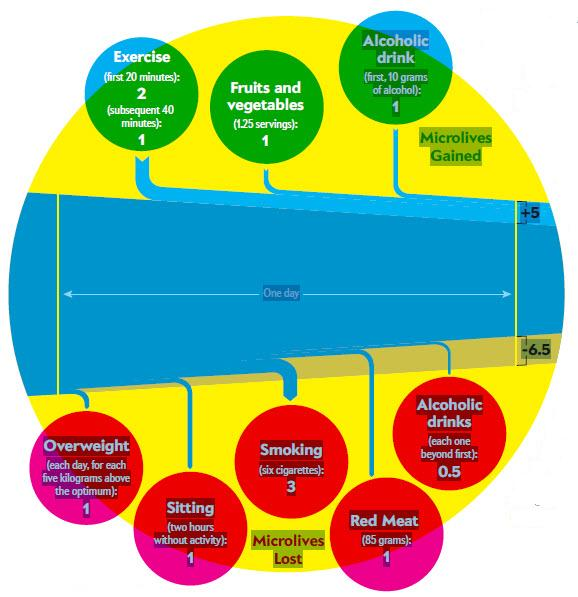 Exercise
(first 20 minutes):
2
(subsequent 40
minutes):
1
Fruits and
vegetables
(1.25 servings):
1
Alcoholic
drink
(first, 10 grams
of alcohol):
1
Microlives
Gained
+5
One day
-6.5
Overweight
(each day, for each
five kilograms above
the optimum):
1
Sitting
(two hours
without activity):
1
Smoking
(six cigarettes):
3
Microlives
Lost
Red Meat
(85 grams):
1
Alcoholic
drinks
(each one
beyond first):
0.5